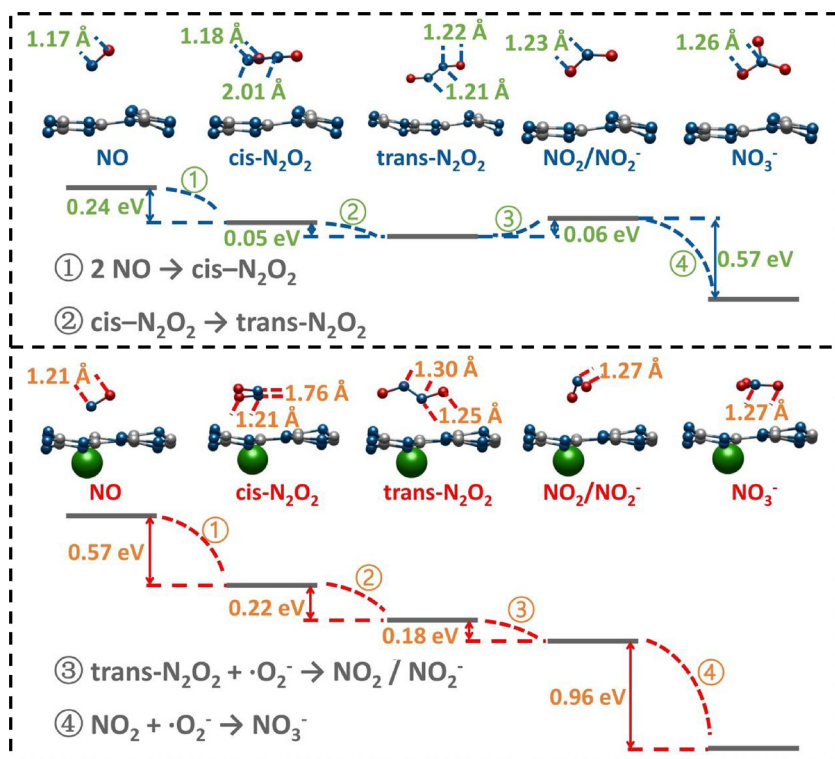 1.17 Å 1.18 Å 1.22 Å 1.23 Å 1.26 Å
2.01 Å 1.21 Å
NO cis-N₂O₂ trans-N₂O₂ NO₂/NO₂⁻ NO₃⁻
① ② ③ ④
0.24 eV 0.05 eV 0.06 eV 0.57 eV
① 2 NO → cis–N₂O₂
② cis–N₂O₂ → trans-N₂O₂
1.21 Å 1.76 Å 1.30 Å 1.27 Å
1.21 Å 1.25 Å 1.27 Å
NO cis-N₂O₂ trans-N₂O₂ NO₂/NO₂⁻ NO₃⁻
① ② ③ ④
0.57 eV 0.22 eV 0.18 eV 0.96 eV
③ trans-N₂O₂ + ·O₂⁻ → NO₂ / NO₂⁻
④ NO₂ + ·O₂⁻ → NO₃⁻